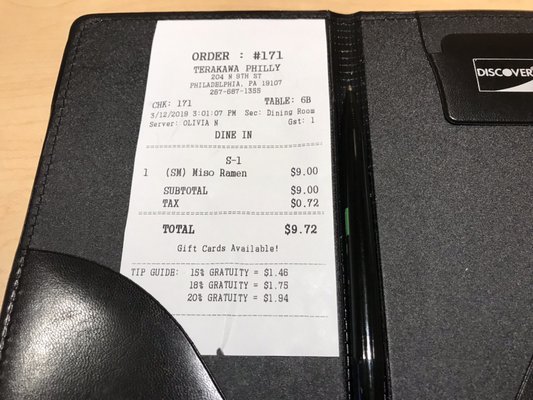 ORDER : #171
TERAKAWA PHILLY
204 N 9TH ST
PHILADELPHIA, PA 19107
267-687-1355
CHK: 171 TABLE: 6B
3/12/2019 3:01:07 PM Sec: Dining Room
Server: OLIVIA N Gst: 1
DINE IN
S-1
1 (SM) Miso Ramen $9.00
SUBTOTAL $9.00
TAX $0.72
TOTAL $9.72
Gift Cards Available!
TIP GUIDE: 15% GRATUITY = $1.46
18% GRATUITY = $1.75
20% GRATUITY = $1.94
DISCOVER